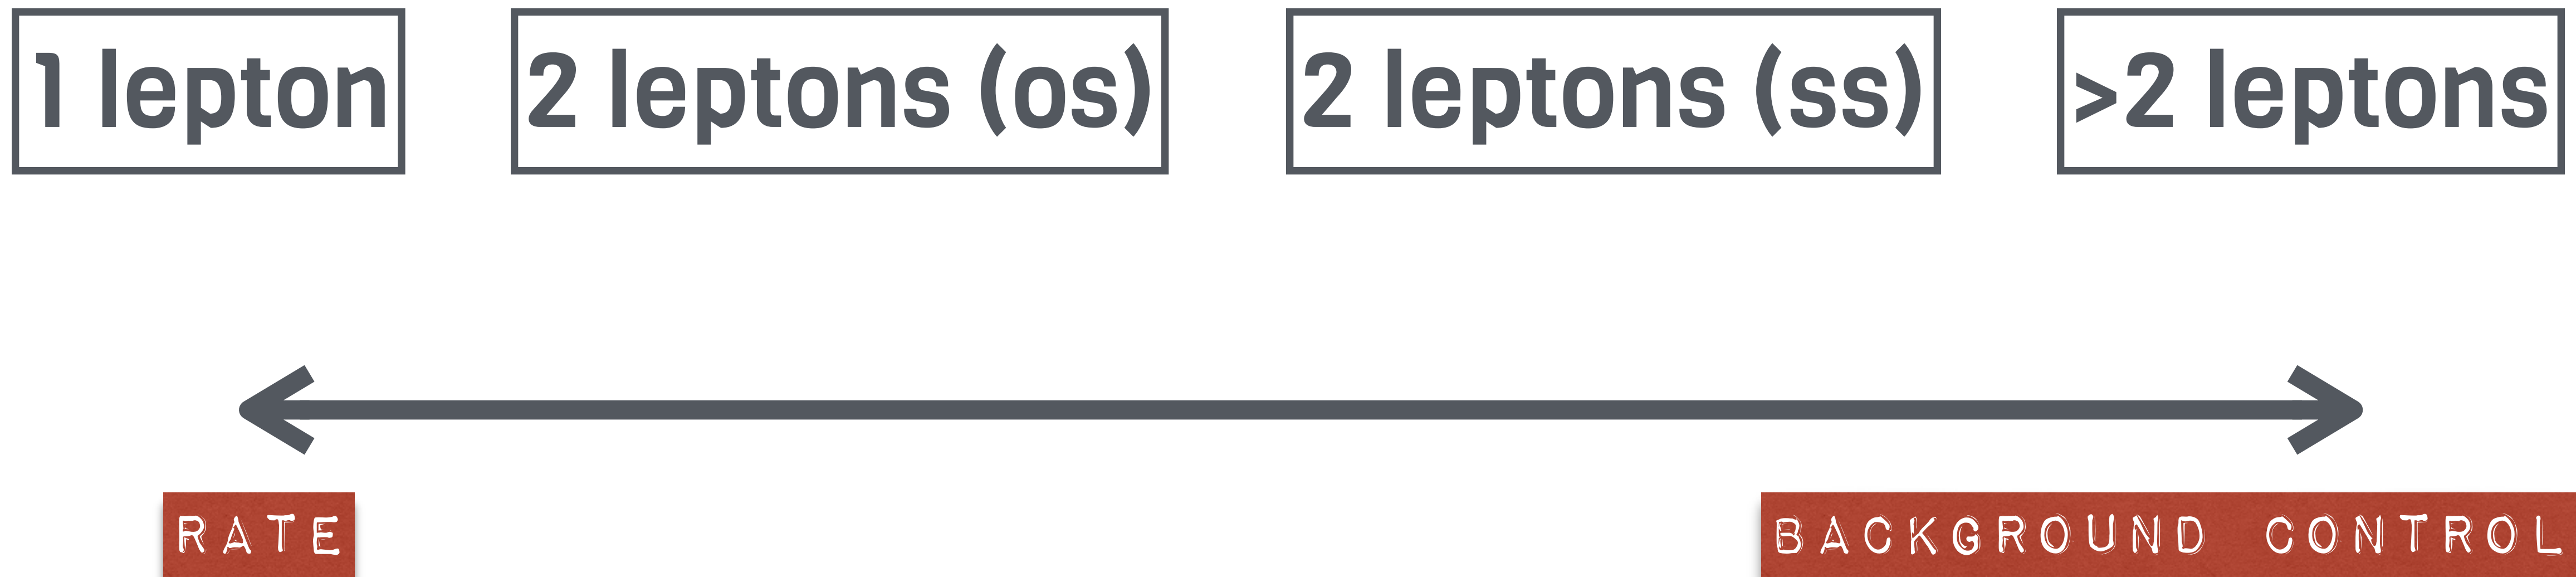 1 lepton
2 leptons (os)
2 leptons (ss)
>2 leptons
RATE
BACKGROUND CONTROL